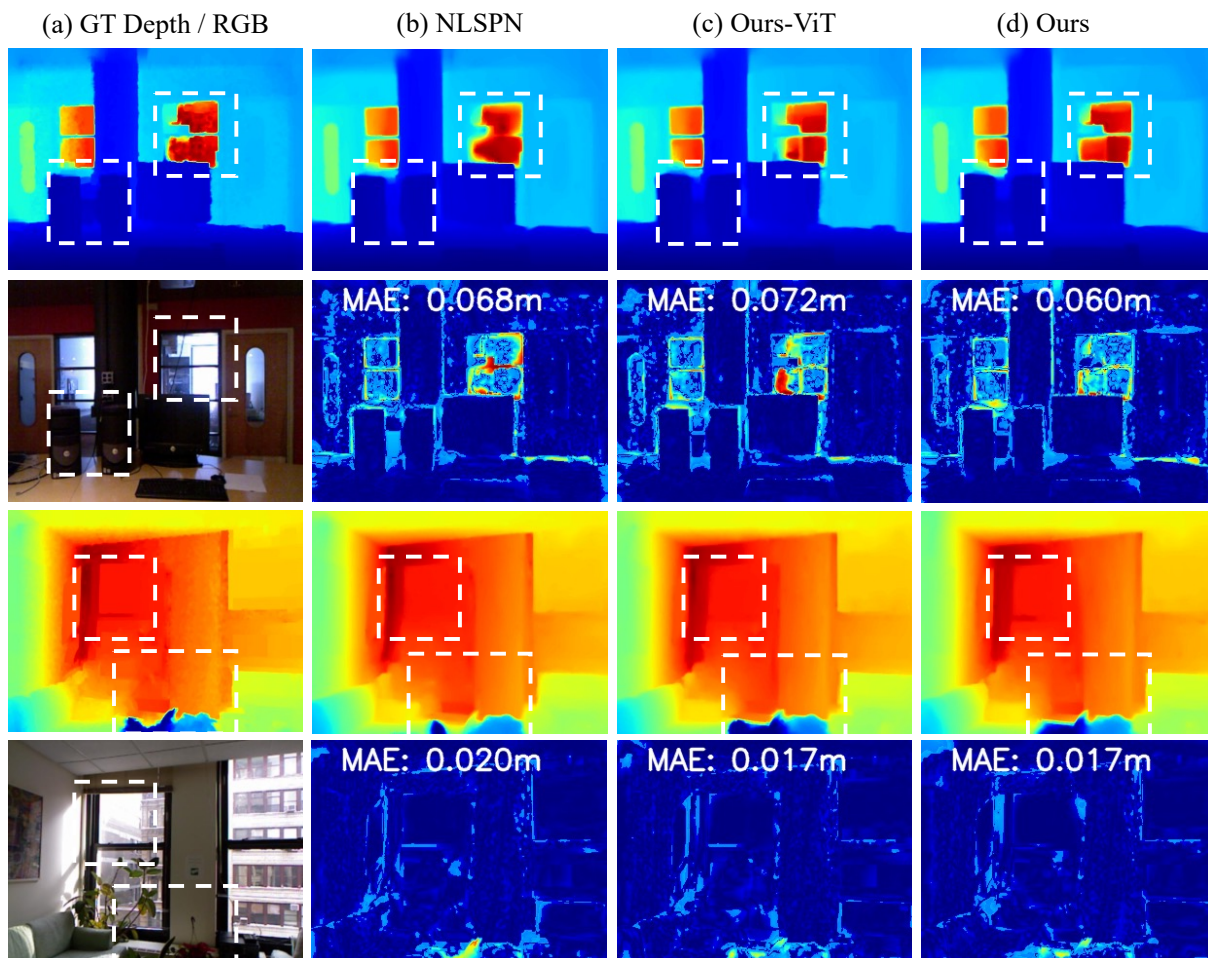 (a) GT Depth / RGB
(b) NLSPN
(c) Ours-ViT
(d) Ours
MAE: 0.068m
MAE: 0.072m
MAE: 0.060m
MAE: 0.020m
MAE: 0.017m
MAE: 0.017m